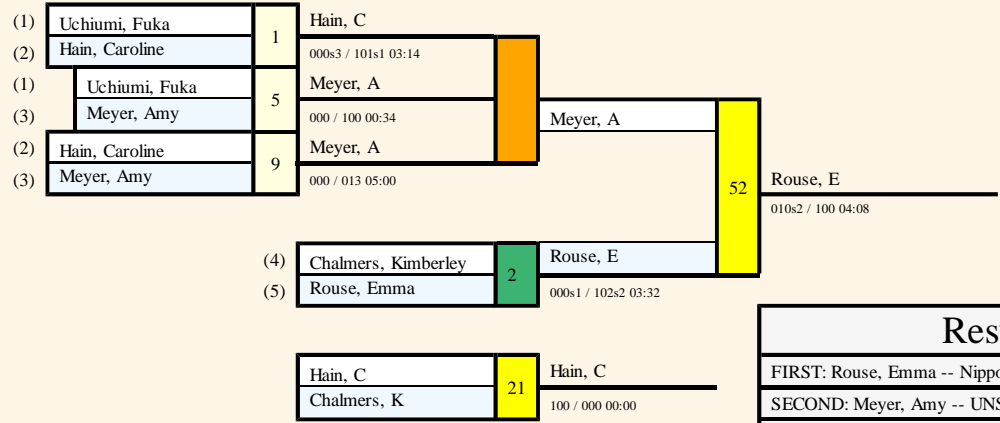 (1) Uchiumi, Fuka 1 Hain, C
(2) Hain, Caroline 000s3 / 101s1 03:14
(1) Uchiumi, Fuka 5 Meyer, A
(3) Meyer, Amy 000 / 100 00:34
(2) Hain, Caroline 9 Meyer, A
(3) Meyer, Amy 000 / 013 05:00
Meyer, A
52 Rouse, E
010s2 / 100 04:08
(4) Chalmers, Kimberley 2 Rouse, E
(5) Rouse, Emma 000s1 / 102s2 03:32
Hain, C 21 Hain, C
Chalmers, K 100 / 000 00:00
Res
FIRST: Rouse, Emma -- Nippo
SECOND: Meyer, Amy -- UNS